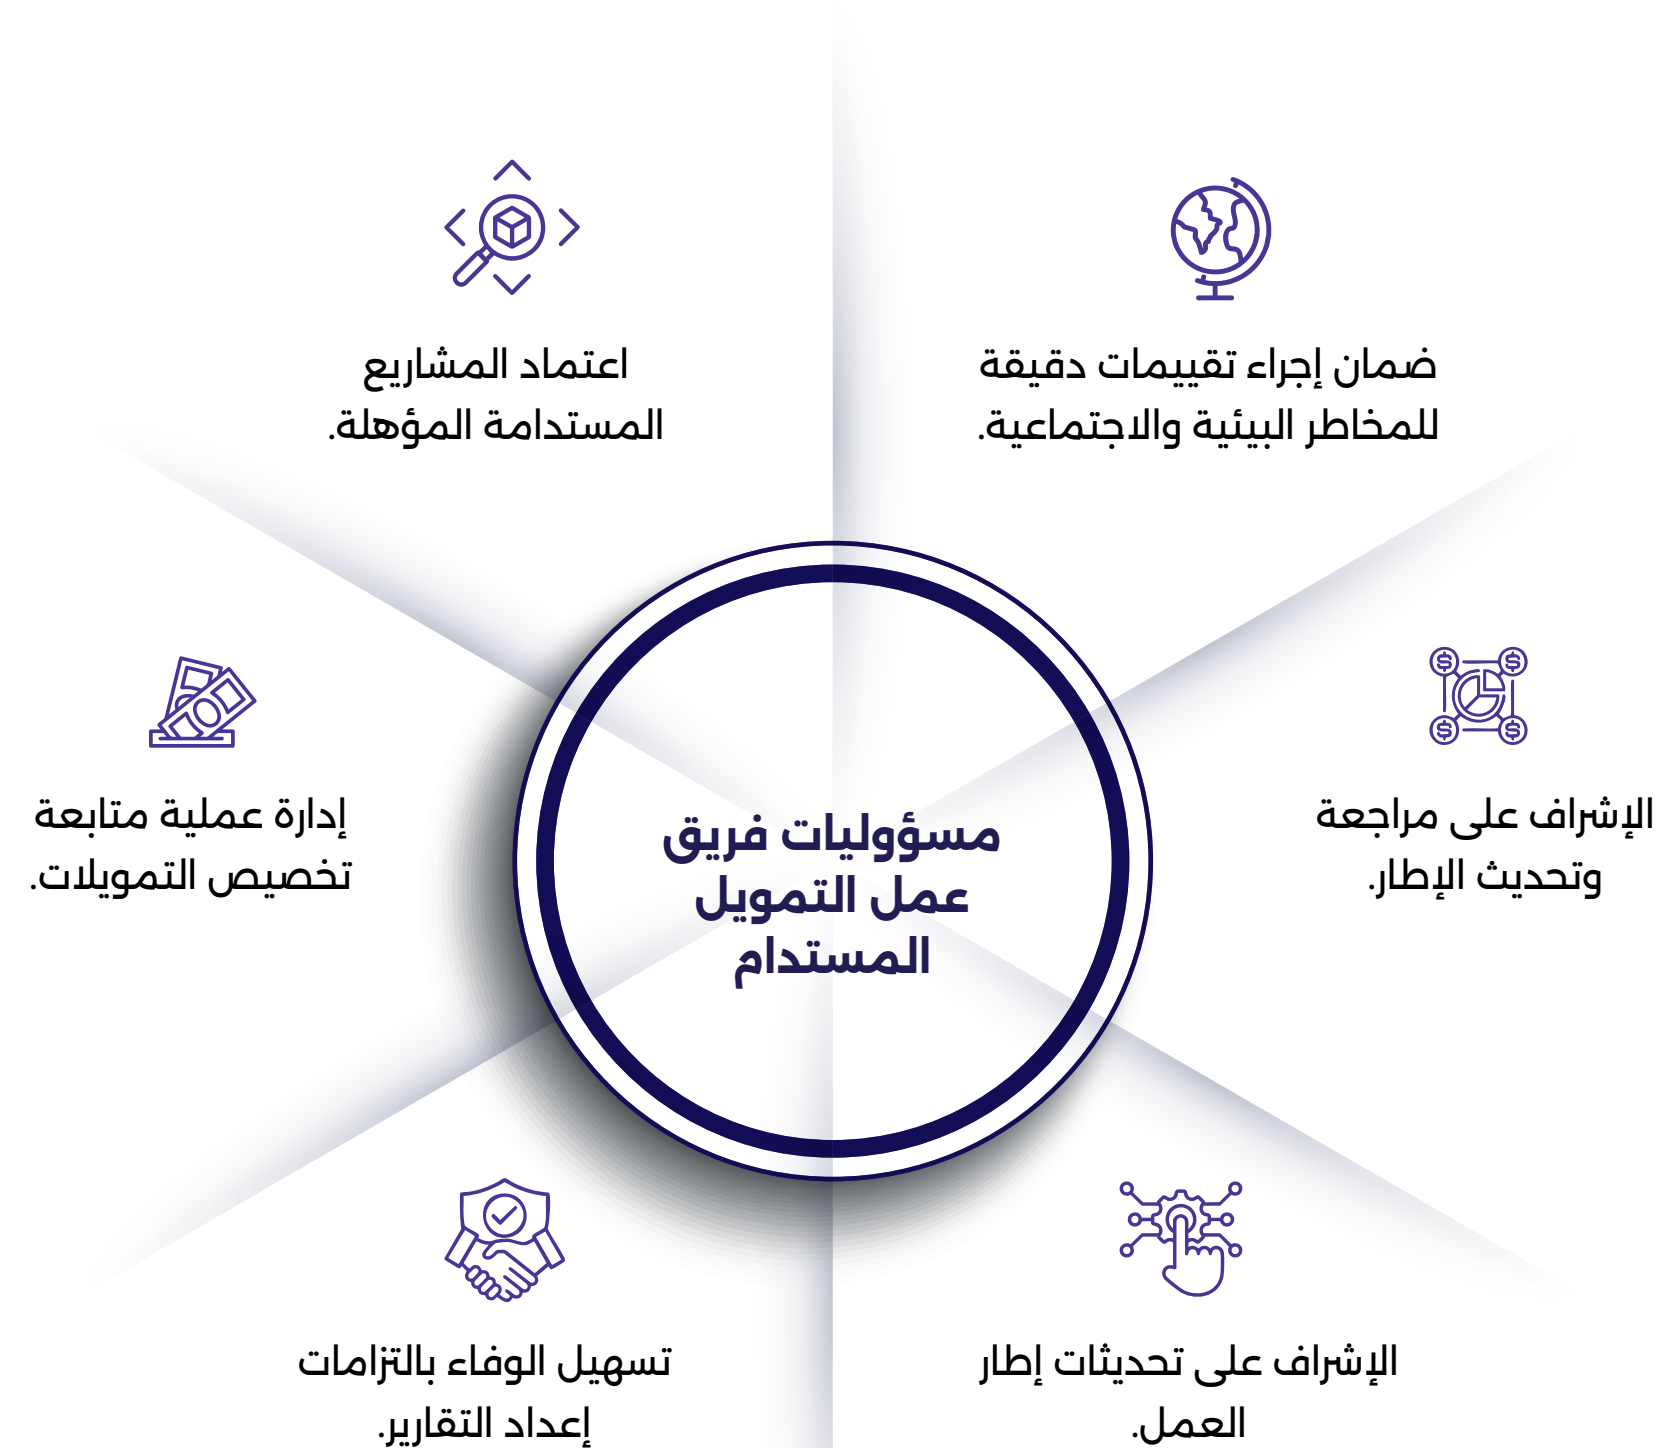 ضمان إجراء تقييمات دقيقة
للمخاطر البيئية والاجتماعية.
اعتماد المشاريع
المستدامة المؤهلة.
الإشراف على مراجعة
وتحديث الإطار.
مسؤوليات فريق
عمل التمويل
المستدام
إدارة عملية متابعة
تخصيص التمويلات.
الإشراف على تحديثات إطار
العمل.
تسهيل الوفاء بالتزامات
إعداد التقارير.